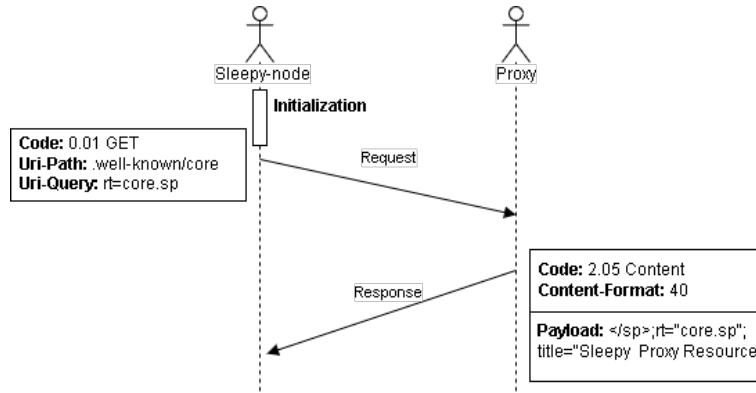 Sleepy-node
Proxy
Initialization
Code: 0.01 GET
Uri-Path: .well-known/core
Uri-Query: rt=core.sp
Request
Code: 2.05 Content
Content-Format: 40
Response
Payload: </sp>;rt="core.sp";
title="Sleepy Proxy Resource